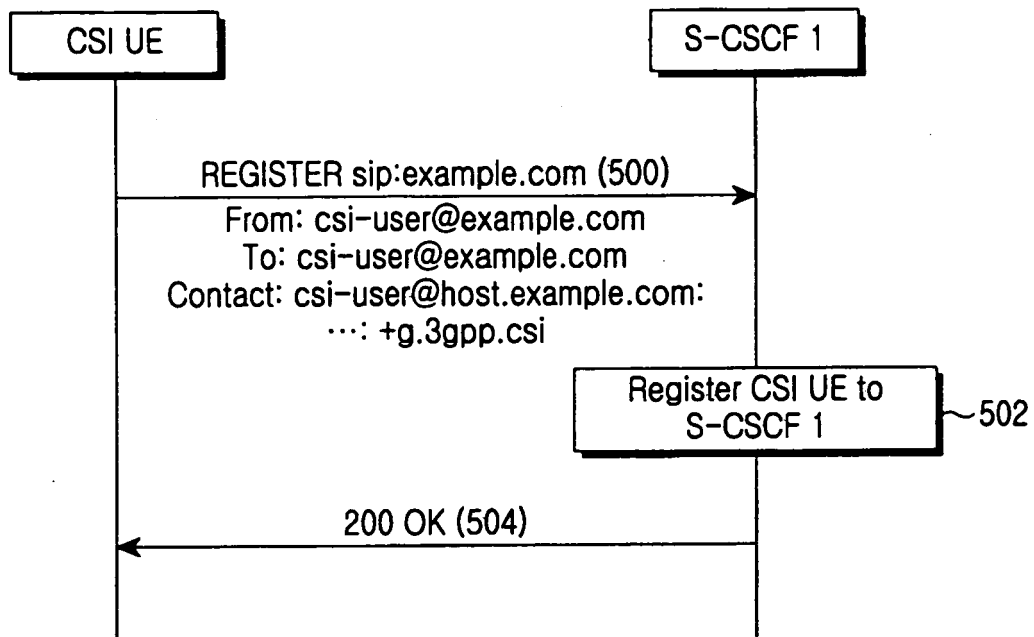 CSI UE
S-CSCF 1
REGISTER sip:example.com (500)
From: csi-user@example.com
To: csi-user@example.com
Contact: csi-user@host.example.com:
…: +g.3gpp.csi
Register CSI UE to
S-CSCF 1
502
200 OK (504)